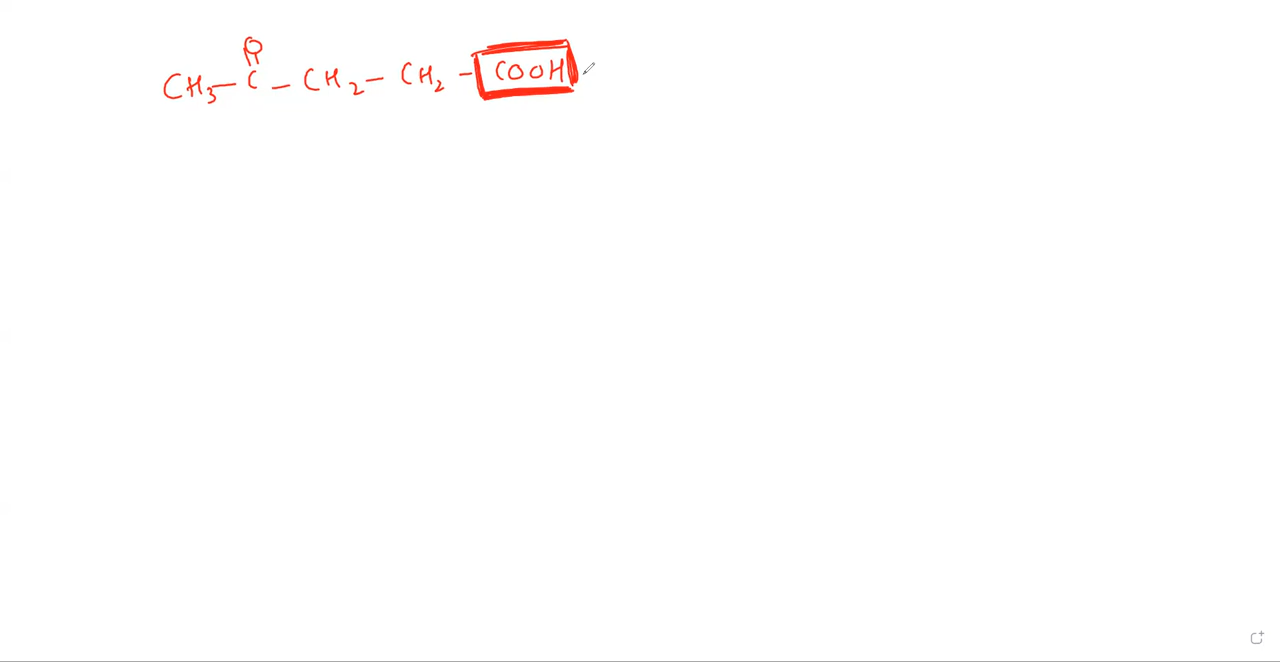 O
CH3 – C – CH2 – CH2 – COOH